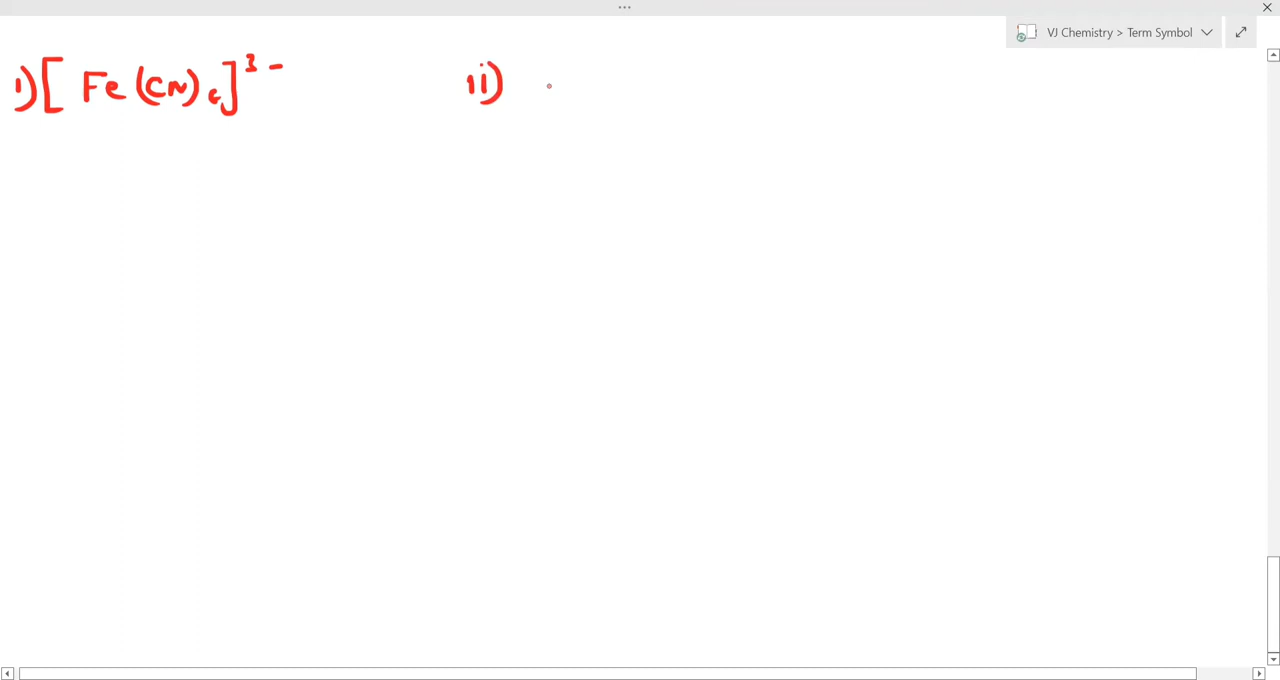 VJ Chemistry > Term Symbol
i) [Fe(CN)₆]³⁻ ii)